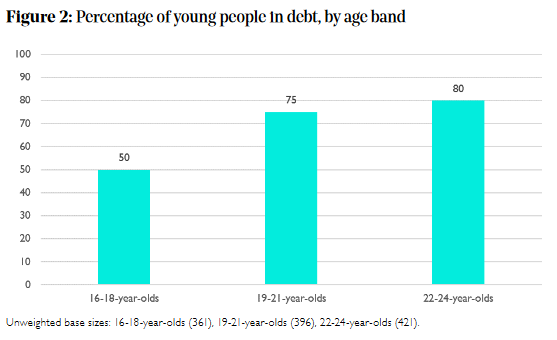 Figure 2: Percentage of young people in debt, by age band
100
90
80
70
60
50
40
30
20
10
0
50
75
80
16-18-year-olds
19-21-year-olds
22-24-year-olds
Unweighted base sizes: 16-18-year-olds (361), 19-21-year-olds (396), 22-24-year-olds (421).